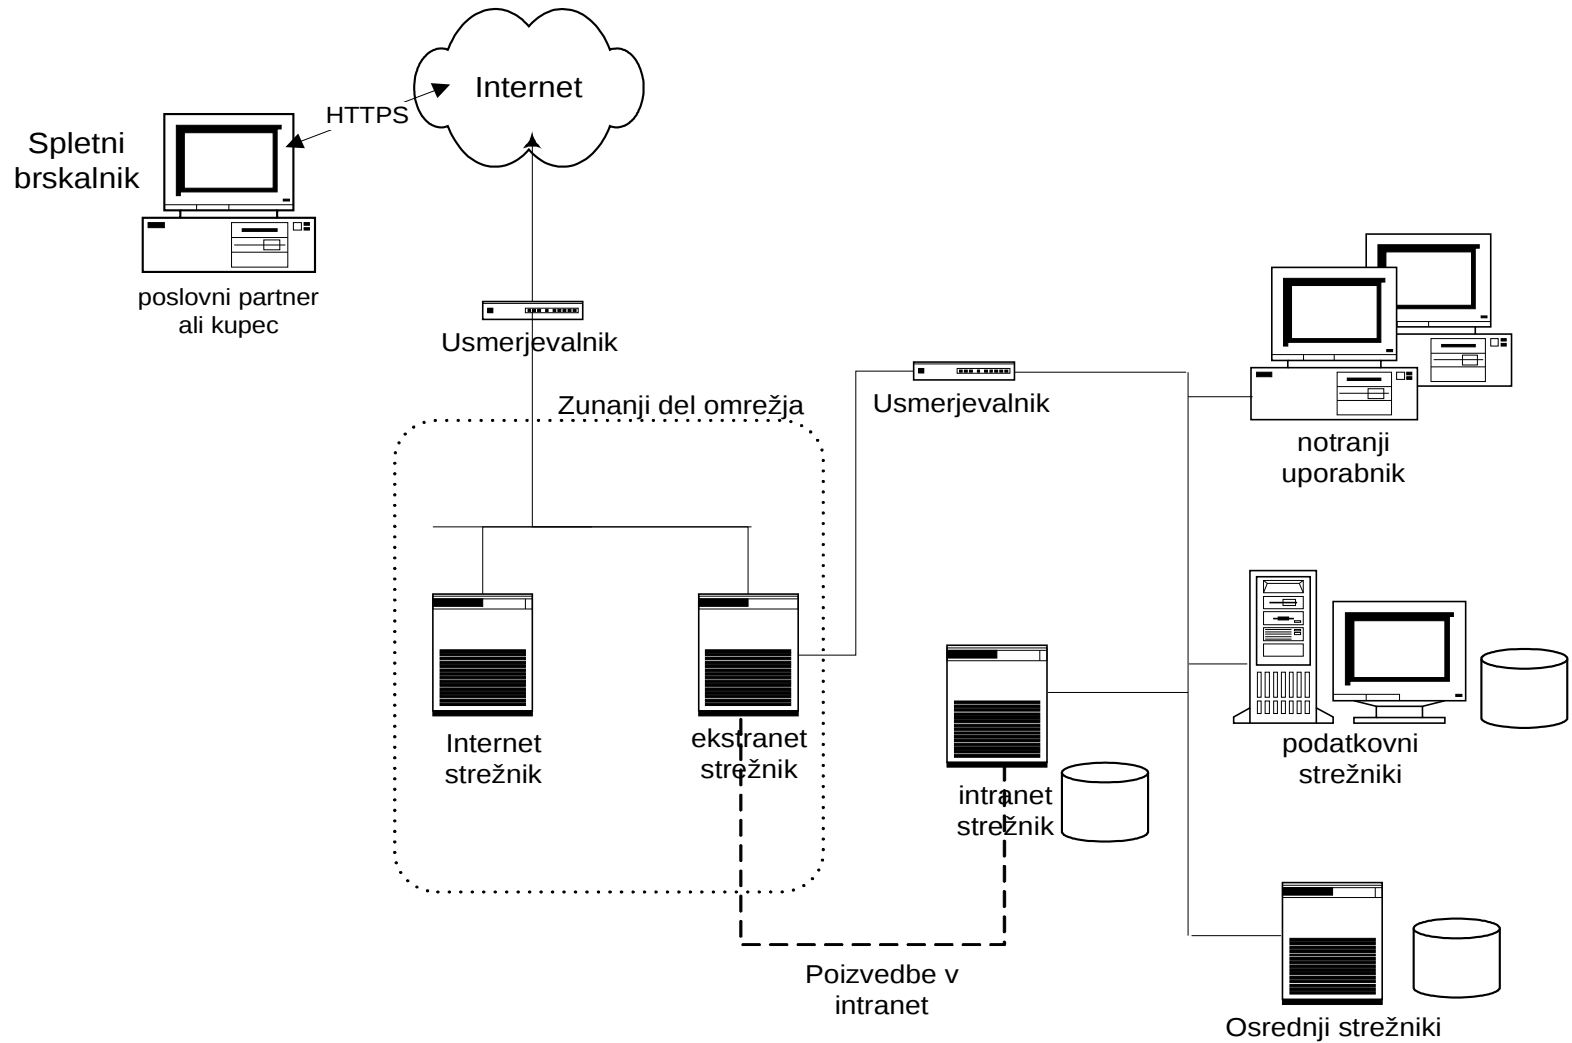 Internet
HTTPS
Spletni
brskalnik
poslovni partner
ali kupec
Usmerjevalnik
Zunanji del omrežja
Usmerjevalnik
notranji
uporabnik
Internet
strežnik
ekstranet
strežnik
intranet
strežnik
podatkovni
strežniki
Poizvedbe v
intranet
Osrednji strežniki